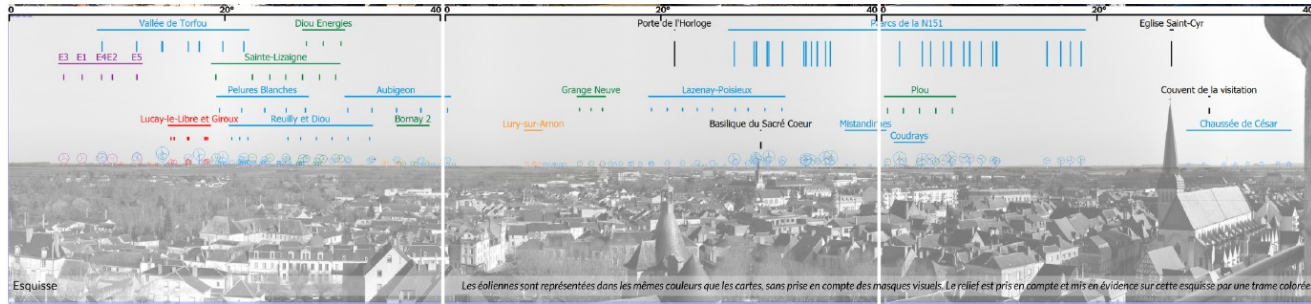 0 20° 40 20° 40 20° 40
Vallée de Torfou Diou Energies Porte de l'Horloge Parcs de la N151 Eglise Saint-Cyr
E3 E1 E4 E2 E5 Sainte-Lizaigne
Pelures Blanches Aubigeon Grange Neuve Lazenay-Poisieux Plou Couvent de la visitation
Lucay-le-Libre et Giroux Reuilly et Diou Bornay 2 Lury-sur-Arnon Basilique du Sacré Coeur Mistandines Chaussée de César
Coudrays
Esquisse Les éoliennes sont représentées dans les mêmes couleurs que les cartes, sans prise en compte des masques visuels. Le relief est pris en compte et mis en évidence sur cette esquisse par une trame colorée.